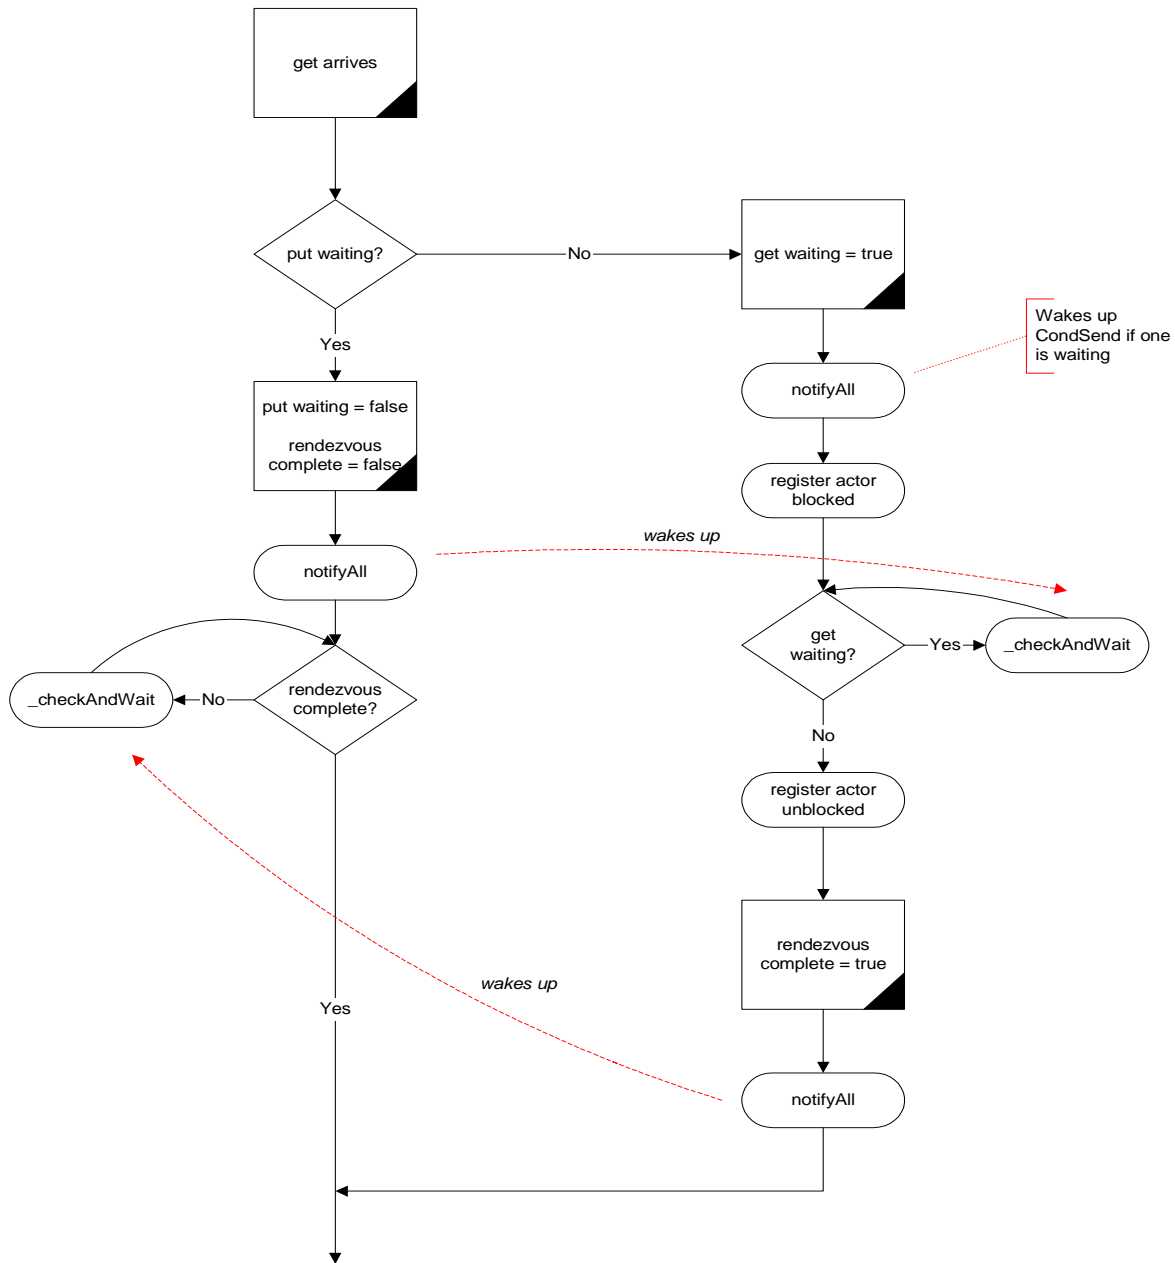 get arrives
put waiting?
No
get waiting = true
Wakes up
CondSend if one
is waiting
Yes
notifyAll
put waiting = false
rendezvous
complete = false
register actor
blocked
wakes up
notifyAll
get
waiting?
Yes
_checkAndWait
rendezvous
complete?
No
_checkAndWait
No
register actor
unblocked
rendezvous
complete = true
wakes up
Yes
notifyAll